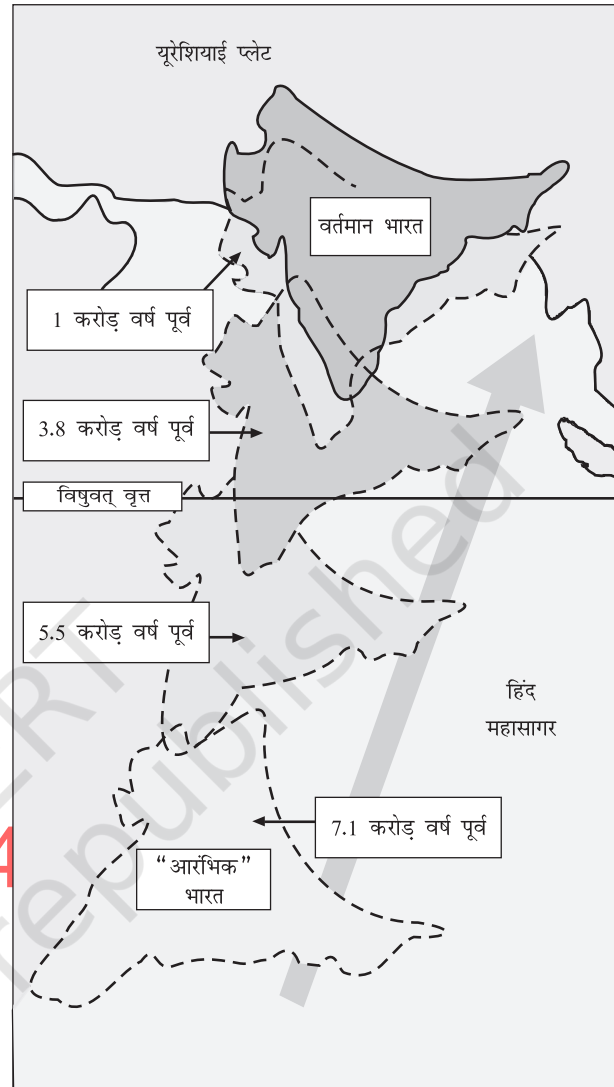 यूरेशियाई प्लेट
वर्तमान भारत
1 करोड़ वर्ष पूर्व
3.8 करोड़ वर्ष पूर्व
विषुवत् वृत्त
5.5 करोड़ वर्ष पूर्व
हिंद
महासागर
7.1 करोड़ वर्ष पूर्व
“आरंभिक”
भारत
republished